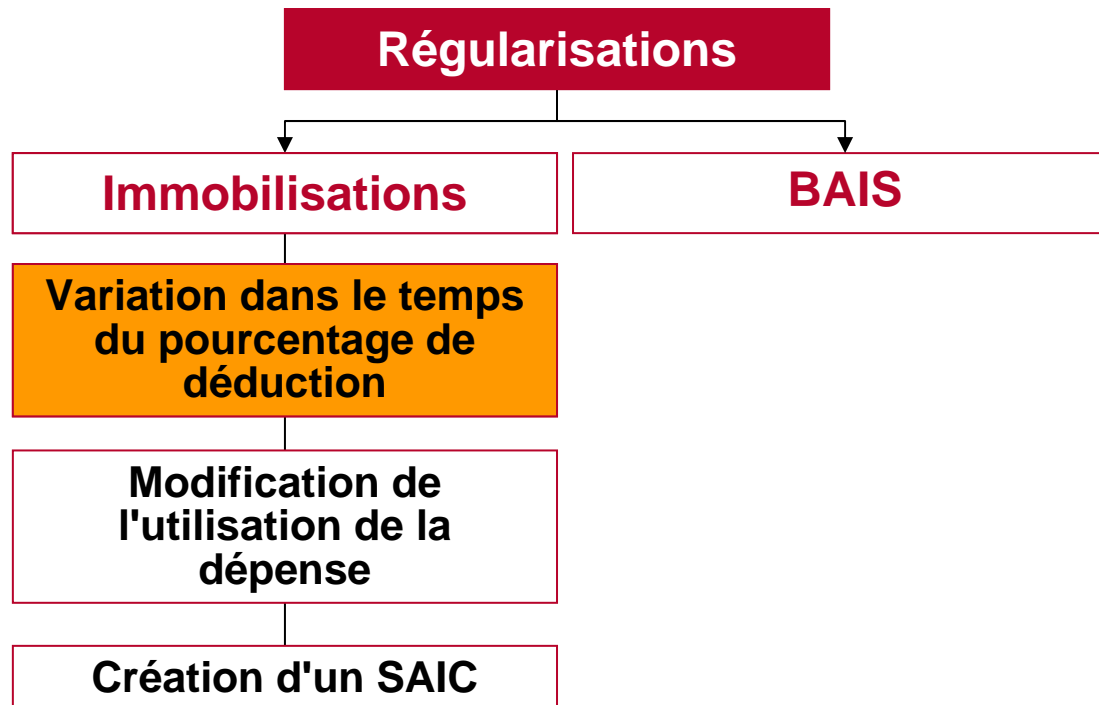 Régularisations
Immobilisations
BAIS
Variation dans le temps
du pourcentage de
déduction
Modification de
l'utilisation de la
dépense
Création d'un SAIC